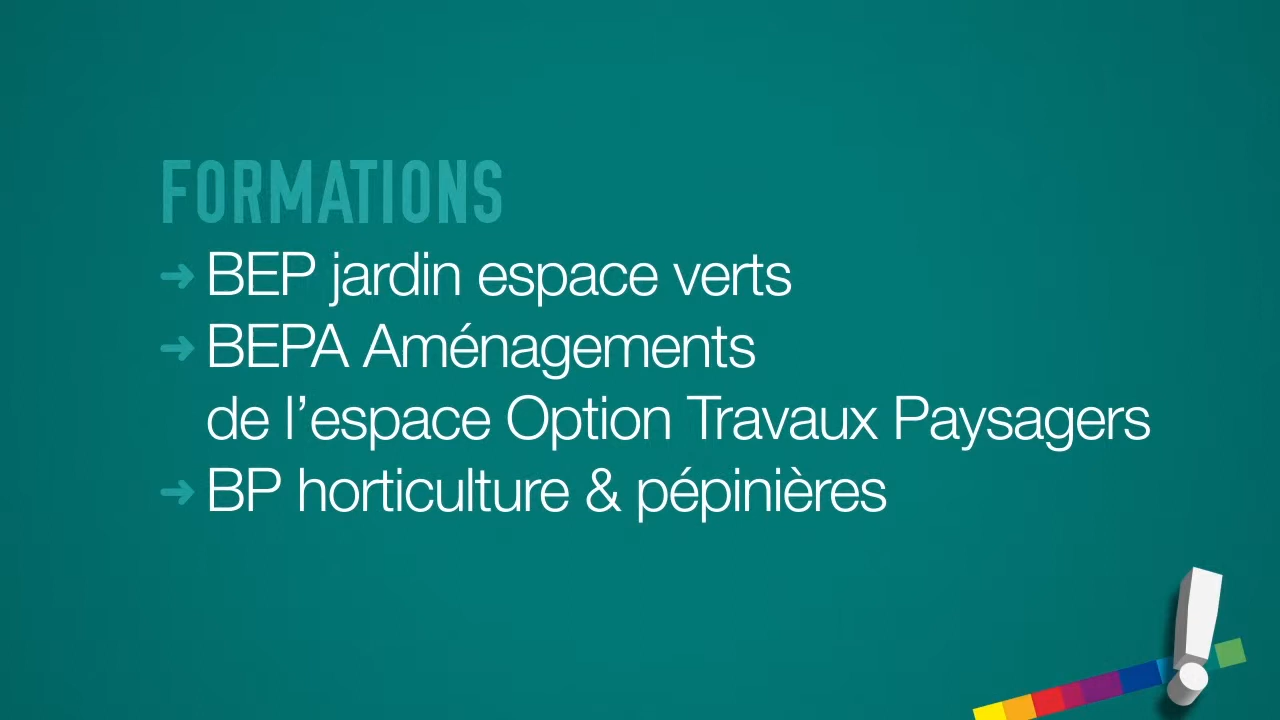 FORMATIONS
➔ BEP jardin espace verts
➔ BEPA Aménagements
de l’espace Option Travaux Paysagers
➔ BP horticulture & pépinières